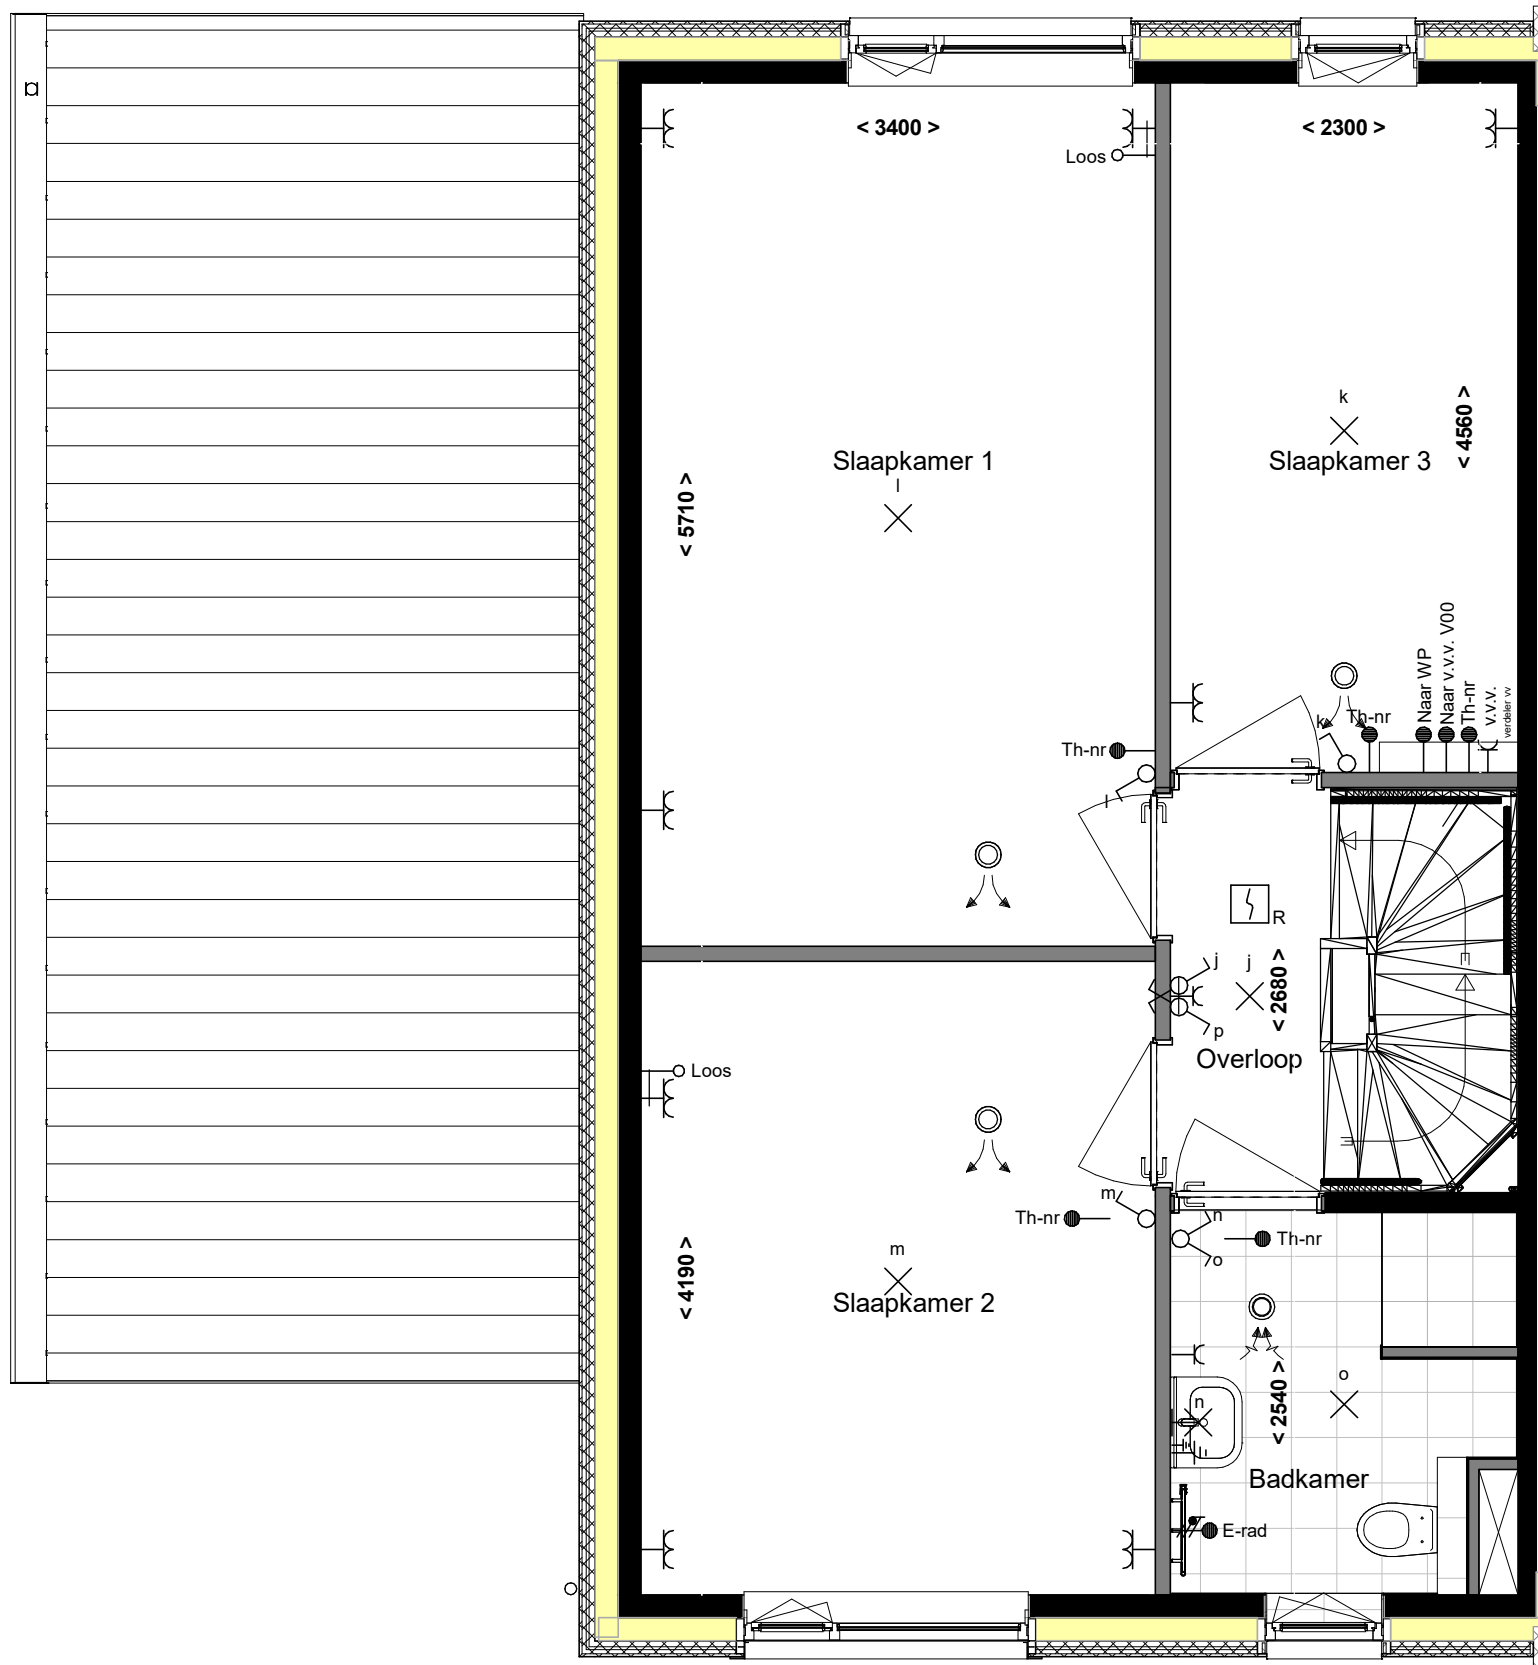 < 3400 >
< 2300 >
Loos
k
Slaapkamer 1
Slaapkamer 3
< 4560 >
l
< 5710 >
Th-nr
l
k
Th-nr
Naar WP
Naar v.v.v. V00
Th-nr
v.v.v.
verdeler vv
R
j
j
< 2680 >
p
Overloop
Loos
m
Th-nr
n
Th-nr
o
m
< 4190 >
Slaapkamer 2
o
< 2540 >
n
Badkamer
E-rad